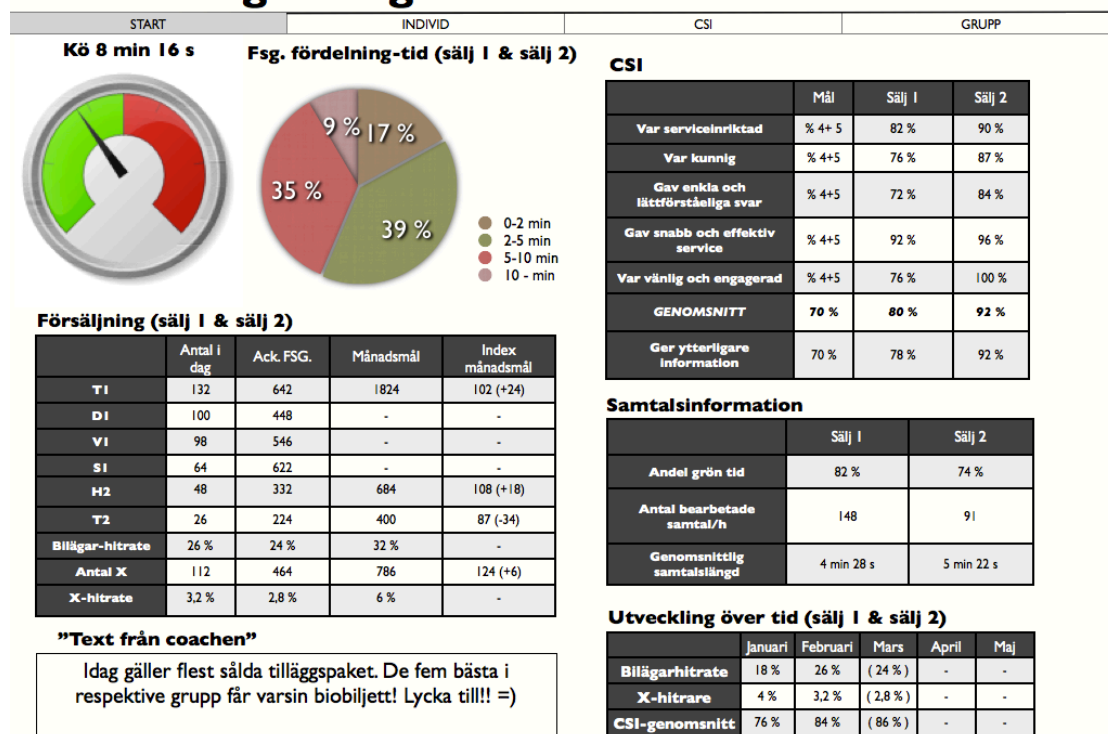 START INDIVID CSI GRUPP
Kö 8 min 16 s
Fsg. fördelning-tid (sälj 1 & sälj 2)
9 % 17 %
35 %
39 %
0-2 min
2-5 min
5-10 min
10 - min
CSI
Mål Sälj 1 Sälj 2
Var serviceinriktad % 4+ 5 82 % 90 %
Var kunnig % 4+5 76 % 87 %
Gav enkla och
lättförståeliga svar % 4+5 72 % 84 %
Gav snabb och effektiv
service % 4+5 92 % 96 %
Var vänlig och engagerad % 4+5 76 % 100 %
GENOMSNITT 70 % 80 % 92 %
Ger ytterligare
information 70 % 78 % 92 %
Försäljning (sälj 1 & sälj 2)
Antal i
dag Ack. FSG. Månadsmål Index
månadsmål
T1 132 642 1824 102 (+24)
D1 100 448 - -
V1 98 546 - -
S1 64 622 - -
H2 48 332 684 108 (+18)
T2 26 224 400 87 (-34)
Bilägar-hitrate 26 % 24 % 32 % -
Antal X 112 464 786 124 (+6)
X-hitrate 3,2 % 2,8 % 6 % -
Samtalsinformation
Sälj 1 Sälj 2
Andel grön tid 82 % 74 %
Antal bearbetade
samtal/h 148 91
Genomsnittlig
samtalslängd 4 min 28 s 5 min 22 s
"Text från coachen"
Idag gäller flest sålda tilläggspaket. De fem bästa i
respektive grupp får varsin biobiljett! Lycka till!! =)
Utveckling över tid (sälj 1 & sälj 2)
Januari Februari Mars April Maj
Bilägarhitrate 18 % 26 % ( 24 % ) - -
X-hitrare 4 % 3,2 % ( 2,8 % ) - -
CSI-genomsnitt 76 % 84 % ( 86 % ) - -